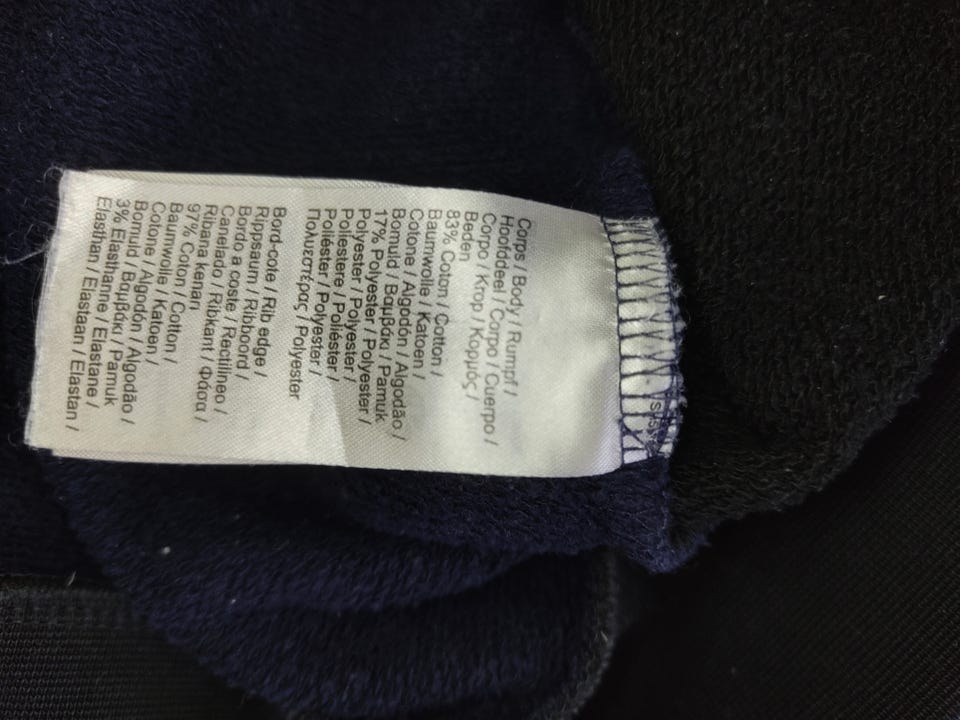 Corps / Body / Rumpf /
Hoofddeel / Corpo / Cuerpo /
Corpo / Krop / Κορμός /
Beden
83% Coton / Cotton /
Baumwolle / Katoen /
Cotone / Algodón / Algodão /
Bomuld / Βαμβάκι / Pamuk
17% Polyester / Polyester /
Polyester / Polyester /
Poliestere / Poliéster /
Poliéster / Polyester /
Πολυεστέρας / Polyester
Bord-côte / Rib edge /
Rippsaum / Ribboord /
Bordo a coste / Rectilíneo /
Canelado / Ribkant / Φάσα /
Ribana kenarı
97% Coton / Cotton /
Baumwolle / Katoen /
Cotone / Algodón / Algodão /
Bomuld / Βαμβάκι / Pamuk
3% Elasthanne / Elastane /
Elasthan / Elastaan / Elastan /